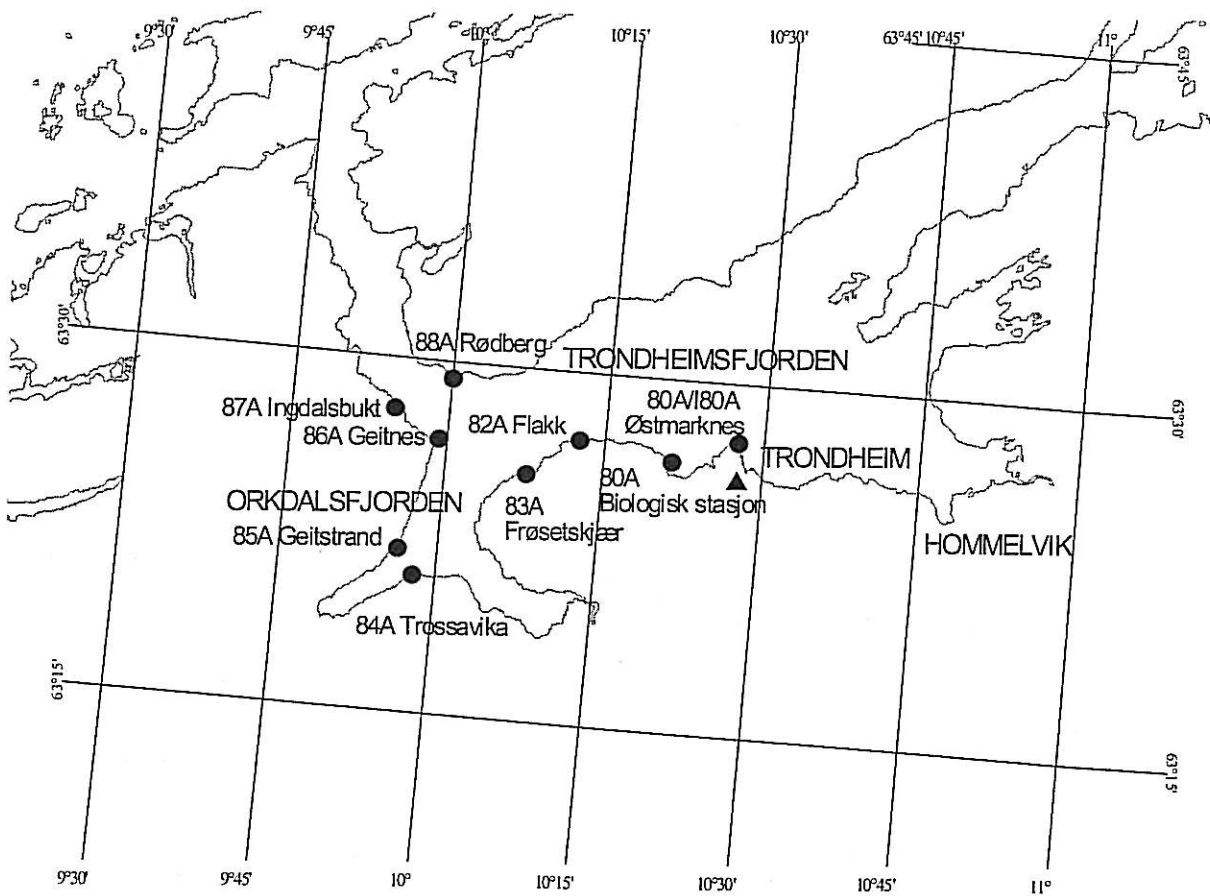 9°30'
9°45'
10°
10°15'
10°30'
63°45'
10°45'
11°
63°45'
63°30'
88A Rødberg
TRONDHEIMSFJORDEN
87A Ingdalsbukt
86A Geitnes
82A Flakk
80A/I80A
Østmarknes
63°30'
TRONDHEIM
ORKDALSFJORDEN
80A
Biologisk stasjon
83A
Frøsetskjær
85A Geitstrand
HOMMELVIK
84A Trossavika
63°15'
63°15'
9°30'
9°45'
10°
10°15'
10°30'
10°45'
11°